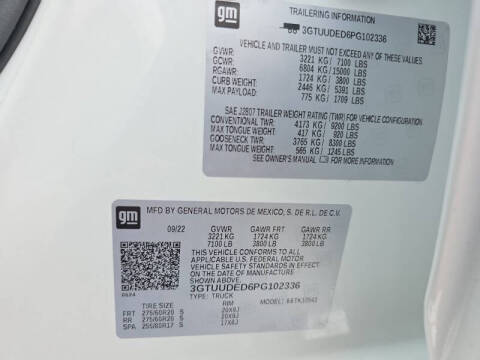 gm
TRAILERING INFORMATION
3GTUUDED6PG102336
VEHICLE AND TRAILER MUST NOT EXCEED ANY OF THESE WEIGHTS
GVWR: 3221 KG / 7100 LBS
GCWR: 6804 KG / 15000 LBS
RGAWR: 1724 KG / 3800 LBS
CURB WEIGHT: 2446 KG / 5391 LBS
MAX PAYLOAD: 775 KG / 1709 LBS
SAE J2807 TRAILER WEIGHT RATING (TWR) FOR VEHICLE CONFIGURATION
CONVENTIONAL TWR: 4173 KG / 9200 LBS
MAX TONGUE WEIGHT: 417 KG / 920 LBS
GOOSENECK TWR: 3765 KG / 8300 LBS
MAX TONGUE WEIGHT: 565 KG / 1245 LBS
SEE OWNER'S MANUAL FOR MORE INFORMATION
gm
MFD BY GENERAL MOTORS DE MEXICO, S. DE R.L. DE C.V.
09/22 GVWR GAWR FRT GAWR RR
3221 KG 1724 KG 1724 KG
7100 LB 3800 LB 3800 LB
THIS VEHICLE CONFORMS TO ALL
APPLICABLE U.S. FEDERAL MOTOR
VEHICLE SAFETY STANDARDS IN
EFFECT ON THE DATE OF MANUFACTURE
SHOWN ABOVE.
3GTUUDED6PG102336
TYPE: TRUCK MODEL:
TIRE SIZE RIM
FRT 275/60R20 S 20X9J
RR 275/60R20 S 20X9J
SPA 255/80R17 S 17X8J